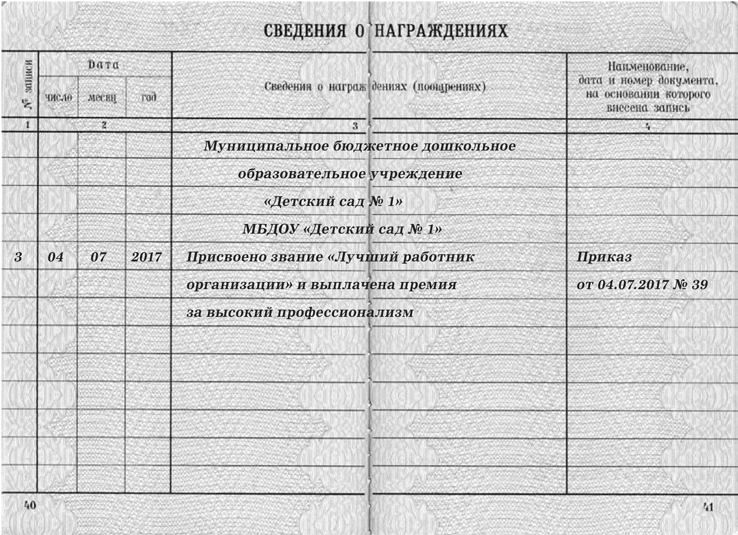 СВЕДЕНИЯ О НАГРАЖДЕНИЯХ
№ записи
Дата
число месяц год
Сведения о награждениях (поощрениях)
Наименование,
дата и номер документа,
на основании которого
внесена запись
1 2 3 4
Муниципальное бюджетное дошкольное
образовательное учреждение
«Детский сад № 1»
МБДОУ «Детский сад № 1»
3 04 07 2017 Присвоено звание «Лучший работник Приказ
организации» и выплачена премия от 04.07.2017 № 39
за высокий профессионализм
40 41